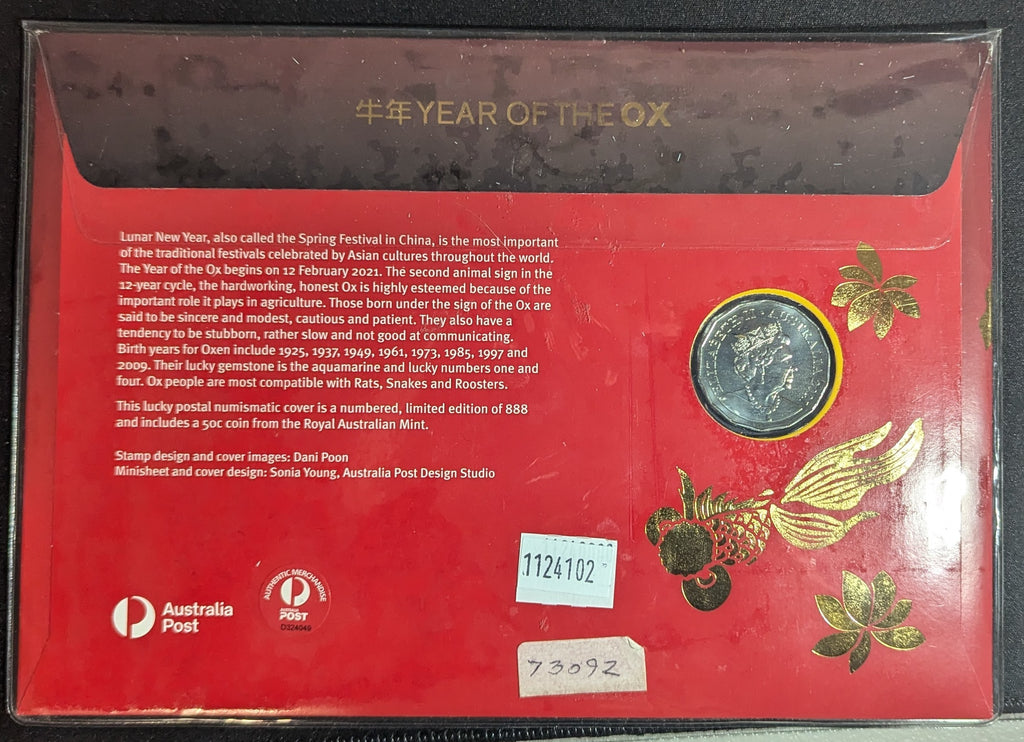 牛年 YEAR OF THE OX
Lunar New Year, also called the Spring Festival in China, is the most important
of the traditional festivals celebrated by Asian cultures throughout the world.
The Year of the Ox begins on 12 February 2021. The second animal sign in the
12-year cycle, the hardworking, honest Ox is highly esteemed because of the
important role it plays in agriculture. Those born under the sign of the Ox are
said to be sincere and modest, cautious and patient. They also have a
tendency to be stubborn, rather slow and not good at communicating.
Birth years for Oxen include 1925, 1937, 1949, 1961, 1973, 1985, 1997 and
2009. Their lucky gemstone is the aquamarine and lucky numbers one and
four. Ox people are most compatible with Rats, Snakes and Roosters.
This lucky postal numismatic cover is a numbered, limited edition of 888
and includes a 50c coin from the Royal Australian Mint.
Stamp design and cover images: Dani Poon
Minisheet and cover design: Sonia Young, Australia Post Design Studio
ELIZABETH II · AUSTRALIA
Australia
Post
AUTHENTIC MERCHANDISE
AUSTRALIA
POST
D324049
1124102
73092